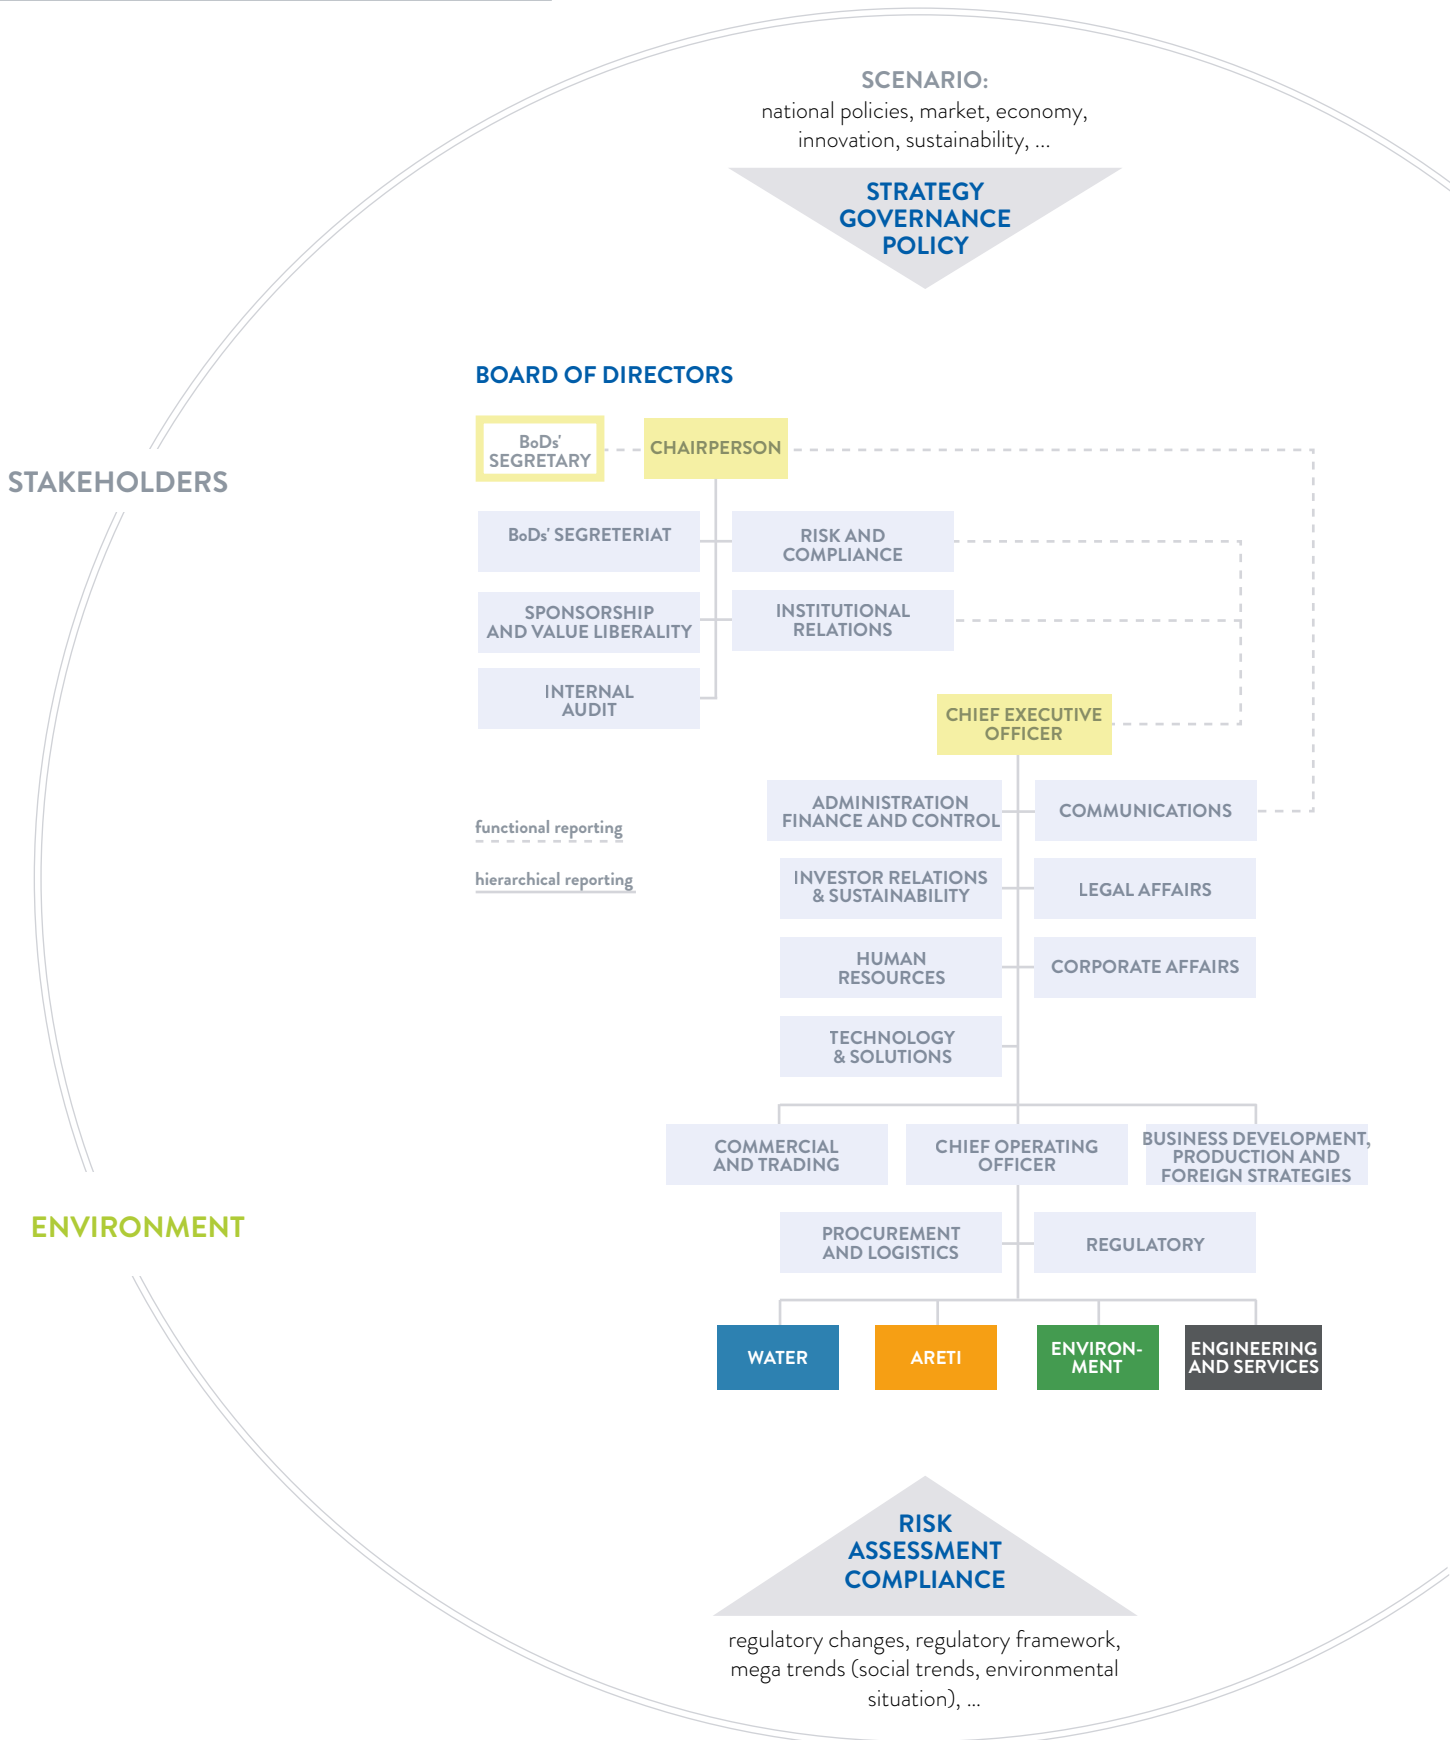 SCENARIO:
national policies, market, economy,
innovation, sustainability, ...
STRATEGY
GOVERNANCE
POLICY
BOARD OF DIRECTORS
BoDs'
SEGRETARY
CHAIRPERSON
STAKEHOLDERS
BoDs' SEGRETERIAT
RISK AND
COMPLIANCE
SPONSORSHIP
AND VALUE LIBERALITY
INSTITUTIONAL
RELATIONS
INTERNAL
AUDIT
CHIEF EXECUTIVE
OFFICER
ADMINISTRATION
FINANCE AND CONTROL
COMMUNICATIONS
functional reporting
hierarchical reporting
INVESTOR RELATIONS
& SUSTAINABILITY
LEGAL AFFAIRS
HUMAN
RESOURCES
CORPORATE AFFAIRS
TECHNOLOGY
& SOLUTIONS
COMMERCIAL
AND TRADING
CHIEF OPERATING
OFFICER
BUSINESS DEVELOPMENT,
PRODUCTION AND
FOREIGN STRATEGIES
ENVIRONMENT
PROCUREMENT
AND LOGISTICS
REGULATORY
WATER
ARETI
ENVIRON-
MENT
ENGINEERING
AND SERVICES
RISK
ASSESSMENT
COMPLIANCE
regulatory changes, regulatory framework,
mega trends (social trends, environmental
situation), ...